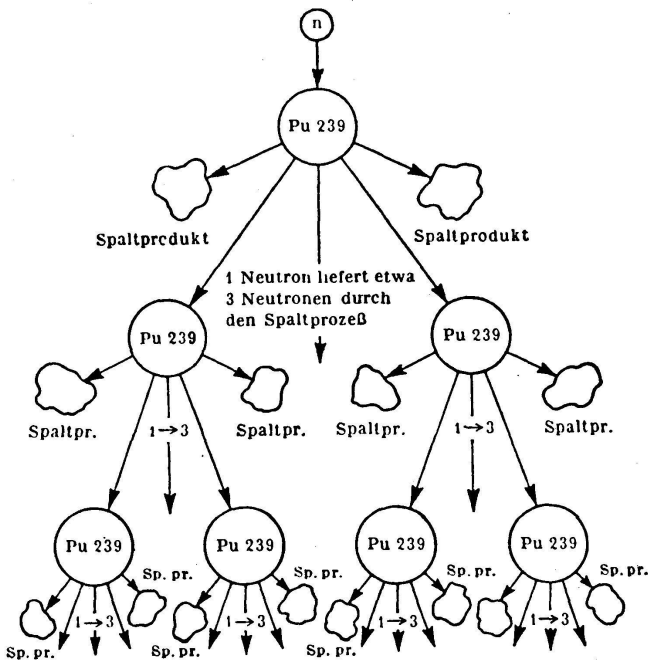 n
Pu 239
Spaltprodukt
Spaltprodukt
1 Neutron liefert etwa
3 Neutronen durch
den Spaltprozeß
Pu 239
Pu 239
Spaltpr.
Spaltpr.
Spaltpr.
Spaltpr.
1→3
1→3
Pu 239
Pu 239
Pu 239
Pu 239
Sp. pr.
Sp. pr.
Sp. pr.
Sp. pr.
1→3
1→3
1→3
1→3
Sp. pr.
Sp. pr.
Sp. pr.